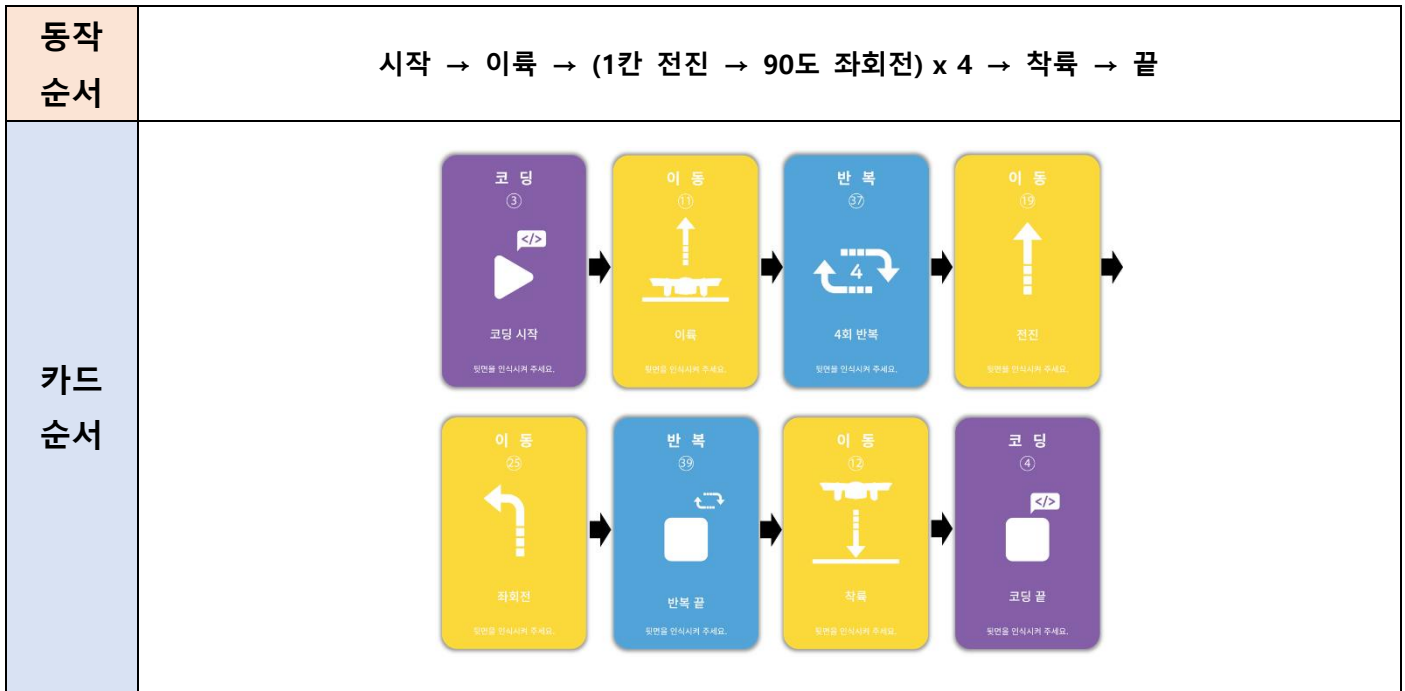 동작
순서
시작 → 이륙 → (1칸 전진 → 90도 좌회전) x 4 → 착륙 → 끝
카드
순서
코 딩
③
</>
코딩 시작
뒷면을 인식시켜 주세요.
이 동
⑪
이륙
뒷면을 인식시켜 주세요.
반 복
㊲
4
4회 반복
뒷면을 인식시켜 주세요.
이 동
⑲
전진
뒷면을 인식시켜 주세요.
이 동
㉕
좌회전
뒷면을 인식시켜 주세요.
반 복
㊴
반복 끝
뒷면을 인식시켜 주세요.
이 동
⑫
착륙
뒷면을 인식시켜 주세요.
코 딩
④
</>
코딩 끝
뒷면을 인식시켜 주세요.